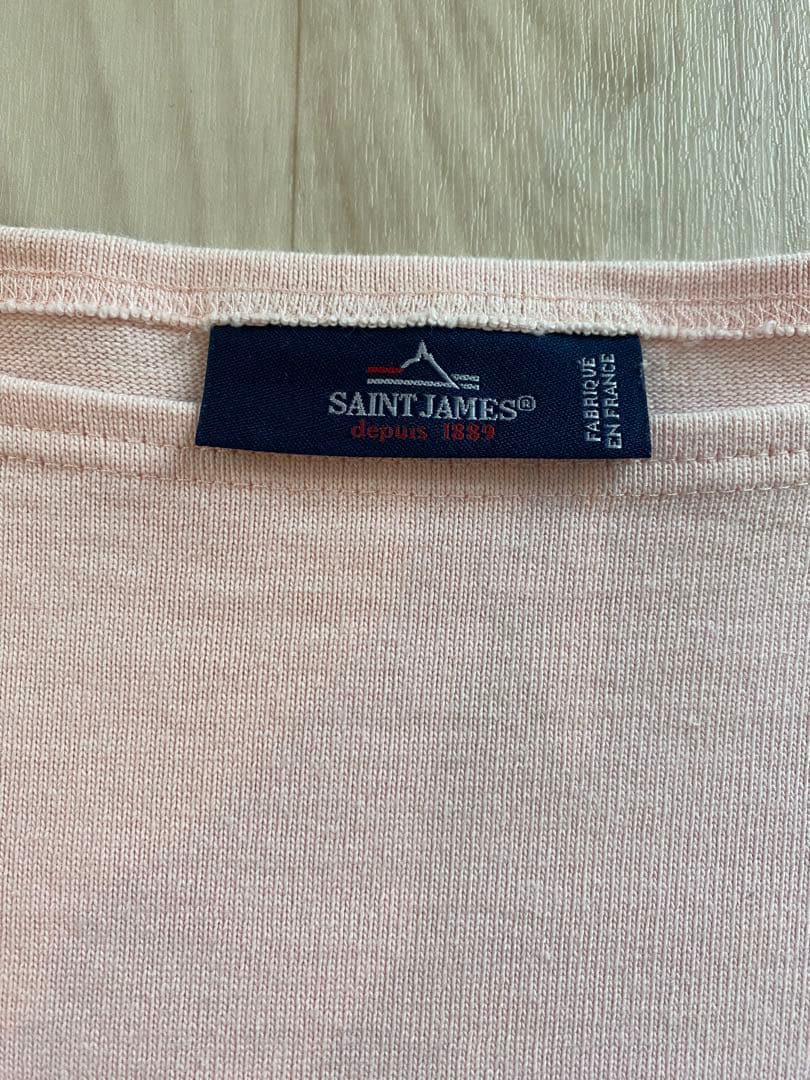 SAINT JAMES®
depuis 1889
FABRIQUÉ
EN FRANCE